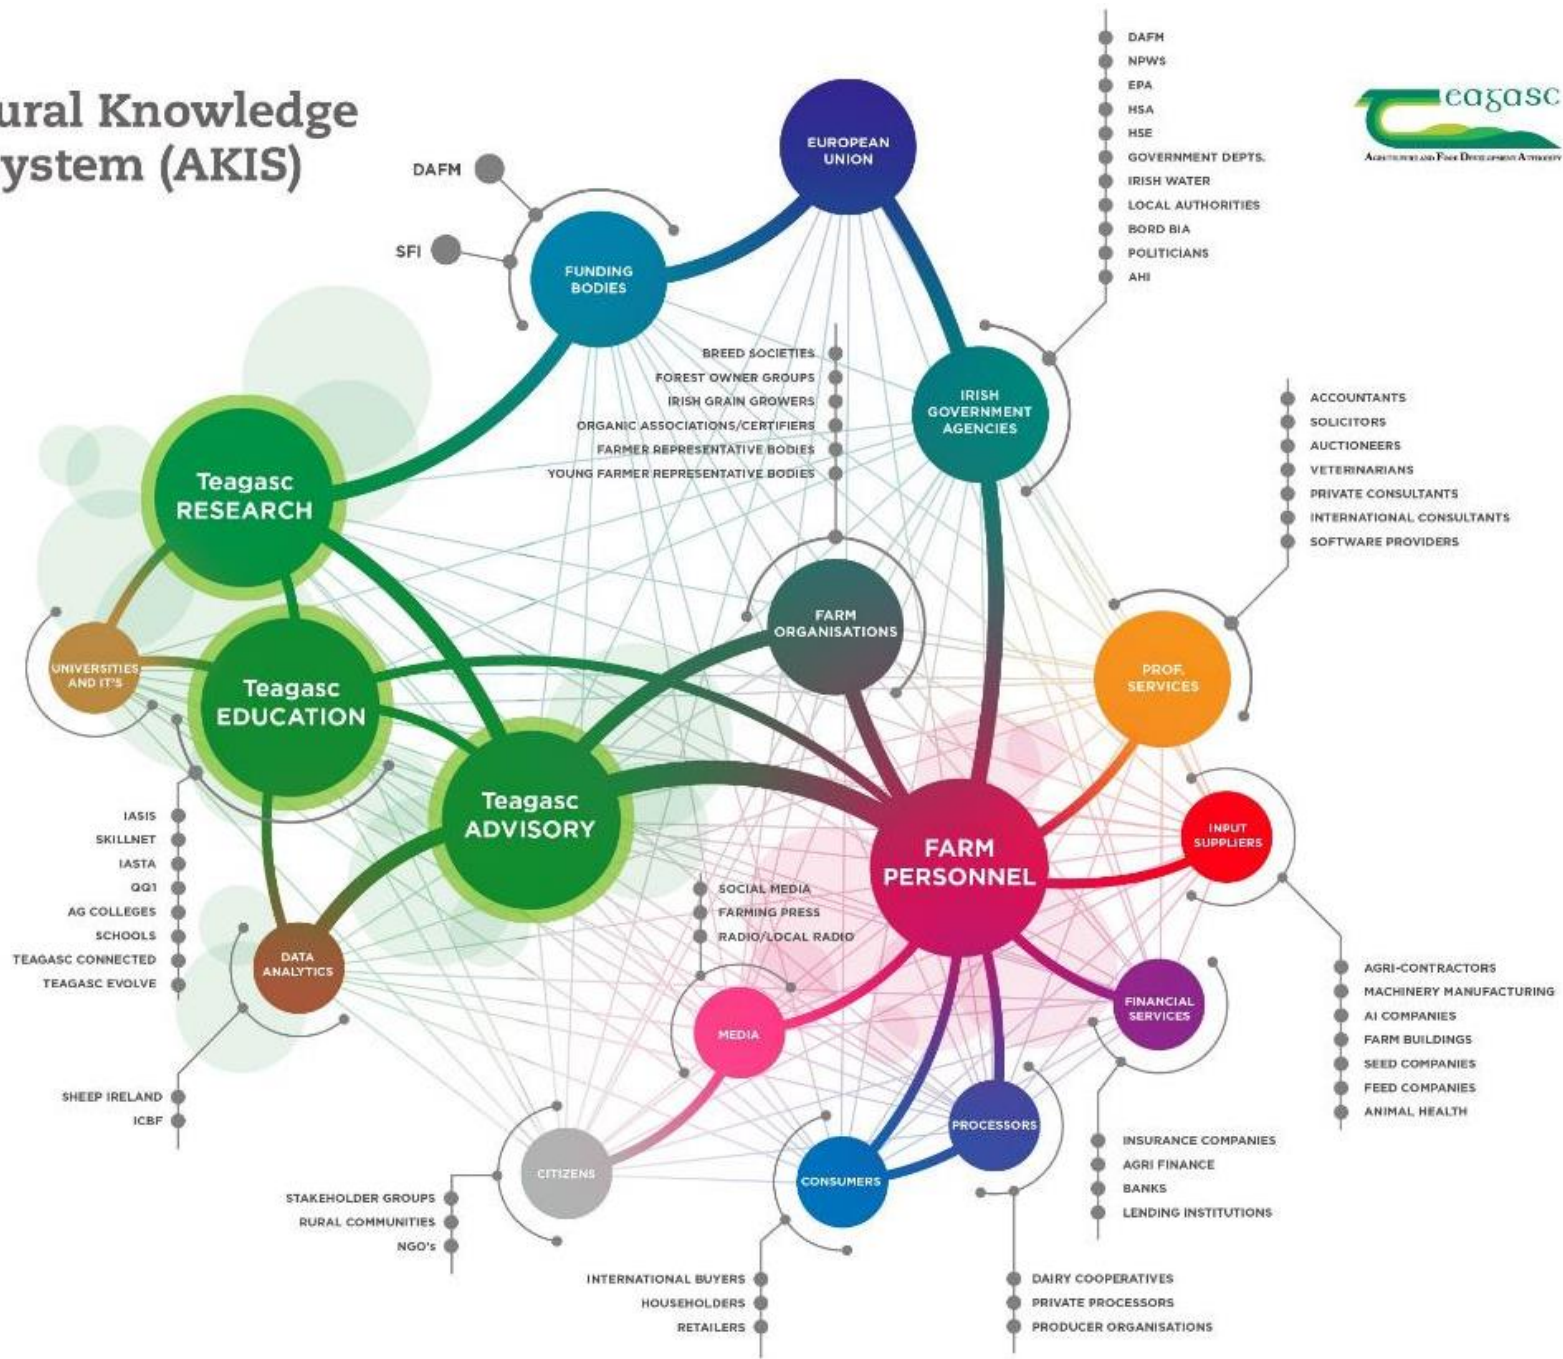 ural Knowledge
ystem (AKIS)
eagasc
AGRICULTURE AND FOOD DEVELOPMENT AUTHORITY
DAFM
SFI
EUROPEAN
UNION
FUNDING
BODIES
DAFM
NPWS
EPA
HSA
HSE
GOVERNMENT DEPTS.
IRISH WATER
LOCAL AUTHORITIES
BORD BIA
POLITICIANS
AHI
IRISH
GOVERNMENT
AGENCIES
BREED SOCIETIES
FOREST OWNER GROUPS
IRISH GRAIN GROWERS
ORGANIC ASSOCIATIONS/CERTIFIERS
FARMER REPRESENTATIVE BODIES
YOUNG FARMER REPRESENTATIVE BODIES
ACCOUNTANTS
SOLICITORS
AUCTIONEERS
VETERINARIANS
PRIVATE CONSULTANTS
INTERNATIONAL CONSULTANTS
SOFTWARE PROVIDERS
Teagasc
RESEARCH
FARM
ORGANISATIONS
UNIVERSITIES
AND IT'S
Teagasc
EDUCATION
PROF.
SERVICES
Teagasc
ADVISORY
FARM
PERSONNEL
INPUT
SUPPLIERS
IASIS
SKILLNET
IASTA
QQ1
AG COLLEGES
SCHOOLS
TEAGASC CONNECTED
TEAGASC EVOLVE
SOCIAL MEDIA
FARMING PRESS
RADIO/LOCAL RADIO
DATA
ANALYTICS
MEDIA
FINANCIAL
SERVICES
AGRI-CONTRACTORS
MACHINERY MANUFACTURING
AI COMPANIES
FARM BUILDINGS
SEED COMPANIES
FEED COMPANIES
ANIMAL HEALTH
SHEEP IRELAND
ICBF
PROCESSORS
CITIZENS
CONSUMERS
INSURANCE COMPANIES
AGRI FINANCE
BANKS
LENDING INSTITUTIONS
STAKEHOLDER GROUPS
RURAL COMMUNITIES
NGO's
INTERNATIONAL BUYERS
HOUSEHOLDERS
RETAILERS
DAIRY COOPERATIVES
PRIVATE PROCESSORS
PRODUCER ORGANISATIONS